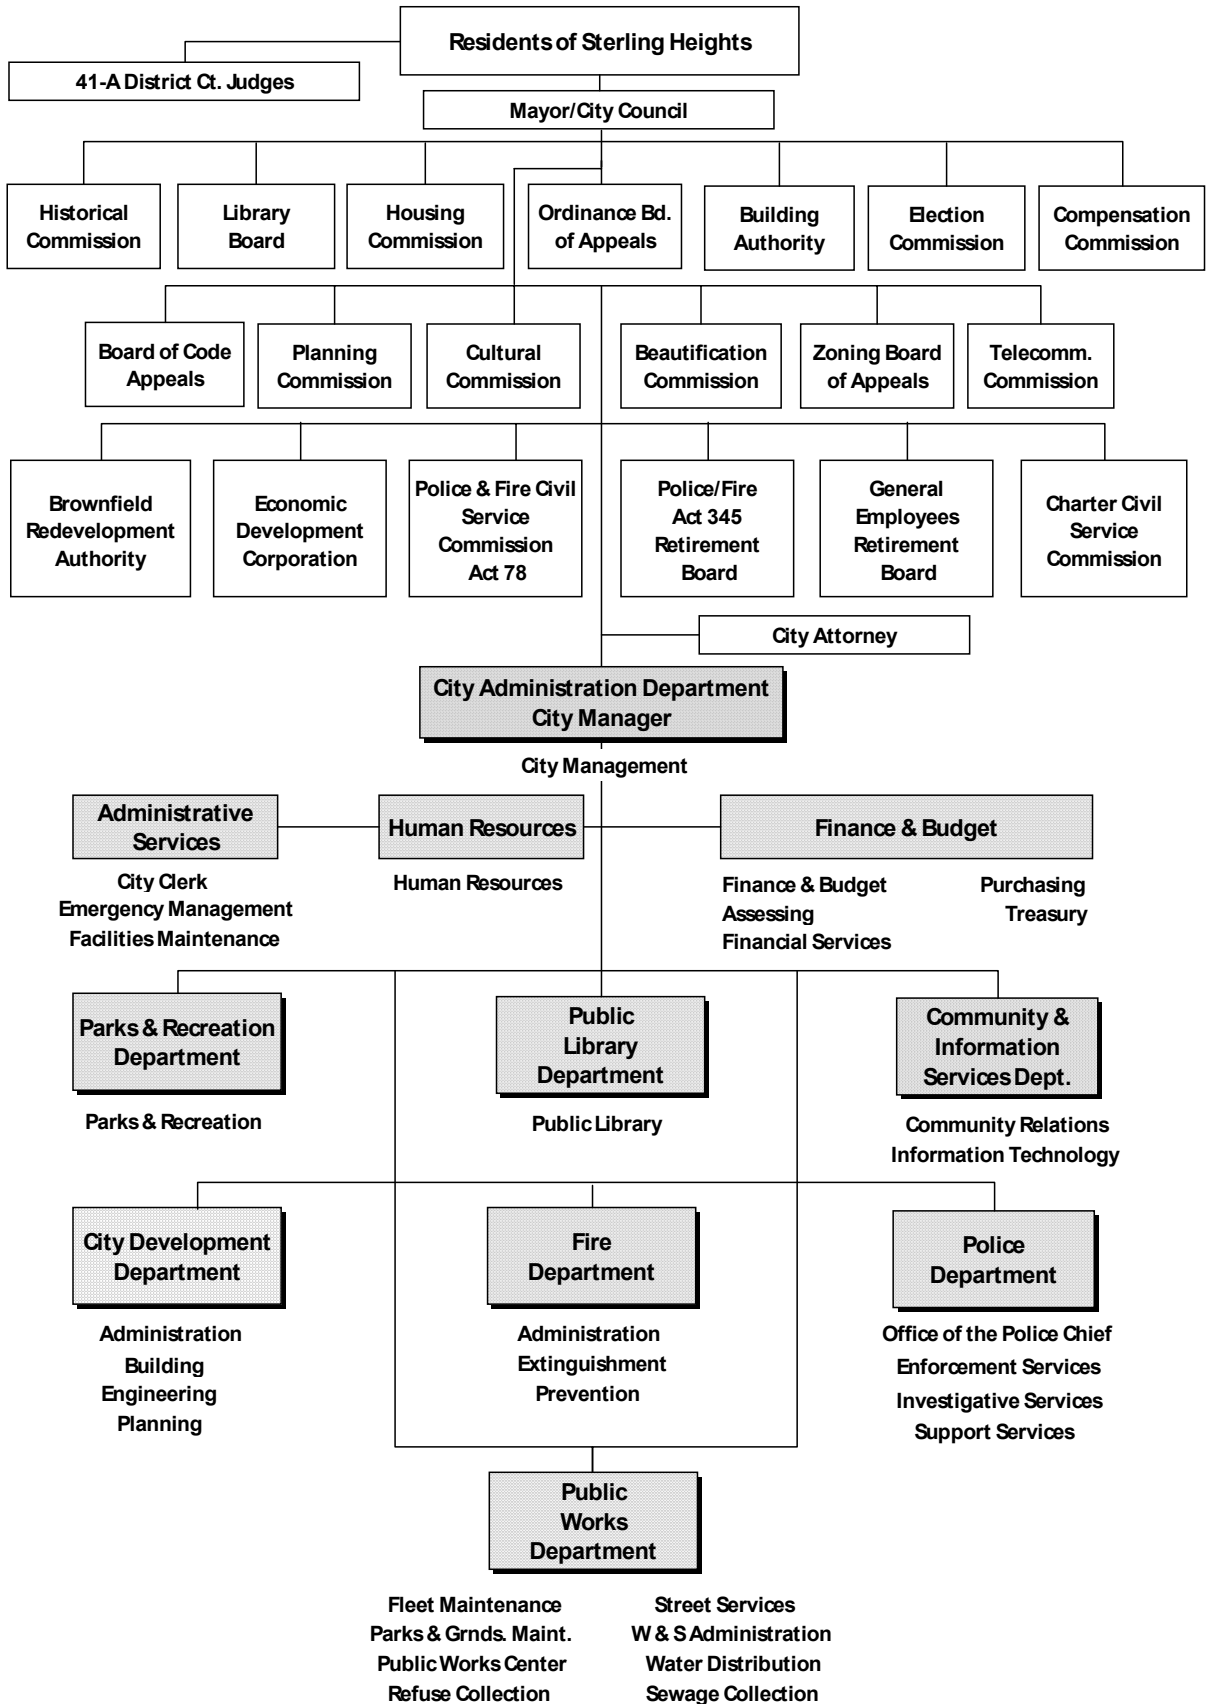 Residents of Sterling Heights
41-A District Ct. Judges
Mayor/City Council
Historical
Commission
Library
Board
Housing
Commission
Ordinance Bd.
of Appeals
Building
Authority
Election
Commission
Compensation
Commission
Board of Code
Appeals
Planning
Commission
Cultural
Commission
Beautification
Commission
Zoning Board
of Appeals
Telecomm.
Commission
Brownfield
Redevelopment
Authority
Economic
Development
Corporation
Police & Fire Civil
Service
Commission
Act 78
Police/Fire
Act 345
Retirement
Board
General
Employees
Retirement
Board
Charter Civil
Service
Commission
City Attorney
City Administration Department
City Manager
City Management
Administrative
Services
City Clerk
Emergency Management
Facilities Maintenance
Human Resources
Human Resources
Finance & Budget
Finance & Budget
Assessing
Financial Services
Purchasing
Treasury
Parks & Recreation
Department
Parks & Recreation
Public
Library
Department
Public Library
Community &
Information
Services Dept.
Community Relations
Information Technology
City Development
Department
Administration
Building
Engineering
Planning
Fire
Department
Administration
Extinguishment
Prevention
Police
Department
Office of the Police Chief
Enforcement Services
Investigative Services
Support Services
Public
Works
Department
Fleet Maintenance
Parks & Grnds. Maint.
Public Works Center
Refuse Collection
Street Services
W & S Administration
Water Distribution
Sewage Collection